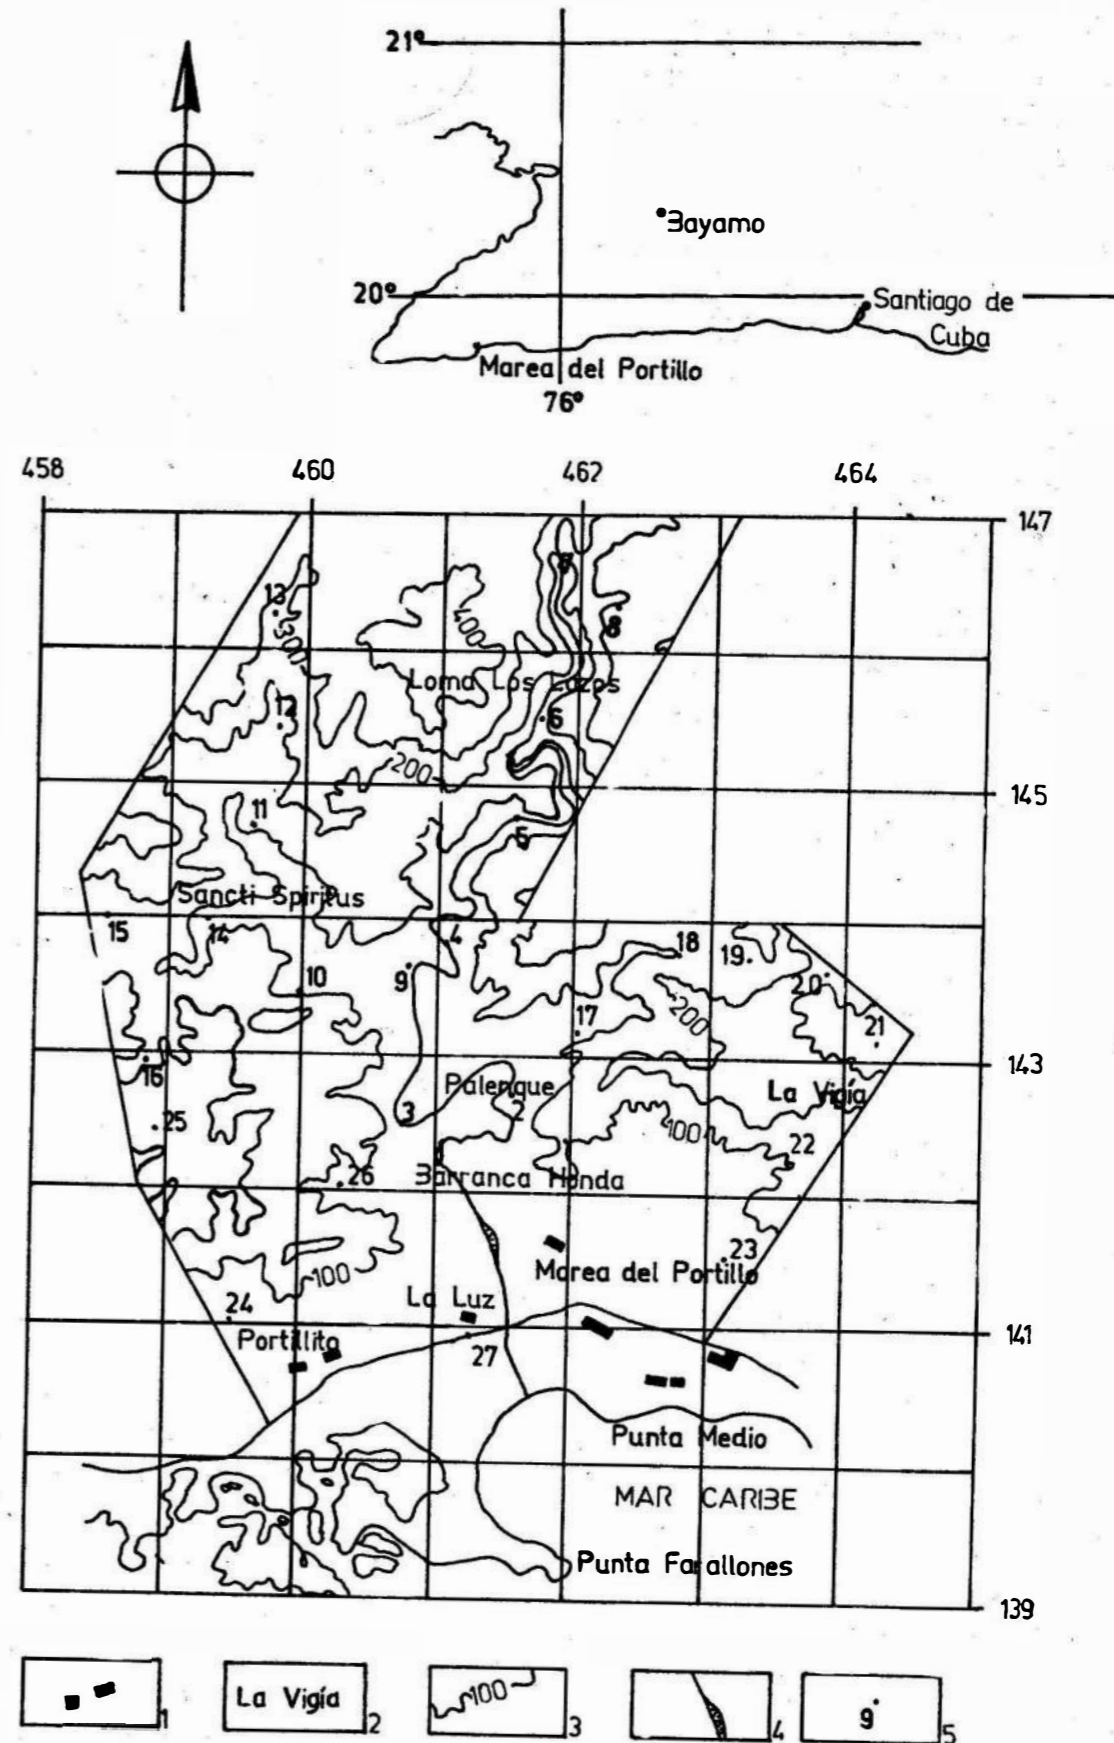 21°
Bayamo
20°
Santiago de
Cuba
Marea del Portillo
76°
458 460 462 464
147
7
13
8
300
400
Loma Los Lazos
12
6
200
145
11
5
Sancti Spiritus
15
14
4
18
19
9
10
20
200
17
21
143
16
Palenque
La Vigía
3
2
25
100
22
Barranca Honda
26
23
Marea del Portillo
100
La Luz
24
141
Portillito
27
Punta Medio
MAR CARIBE
Punta Farallones
139
1
La Vigía
2
100
3
4
9
5